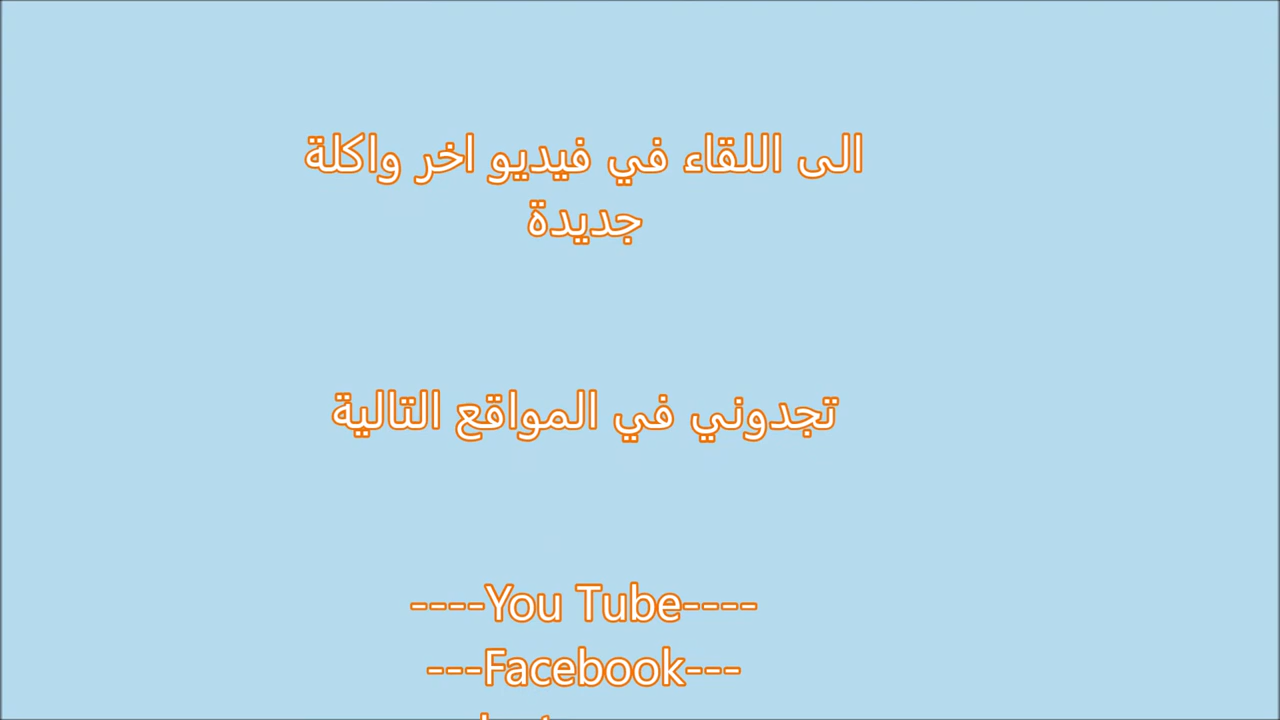 الى اللقاء في فيديو اخر واكلة
جديدة
تجدوني في المواقع التالية
----You Tube----
---Facebook---